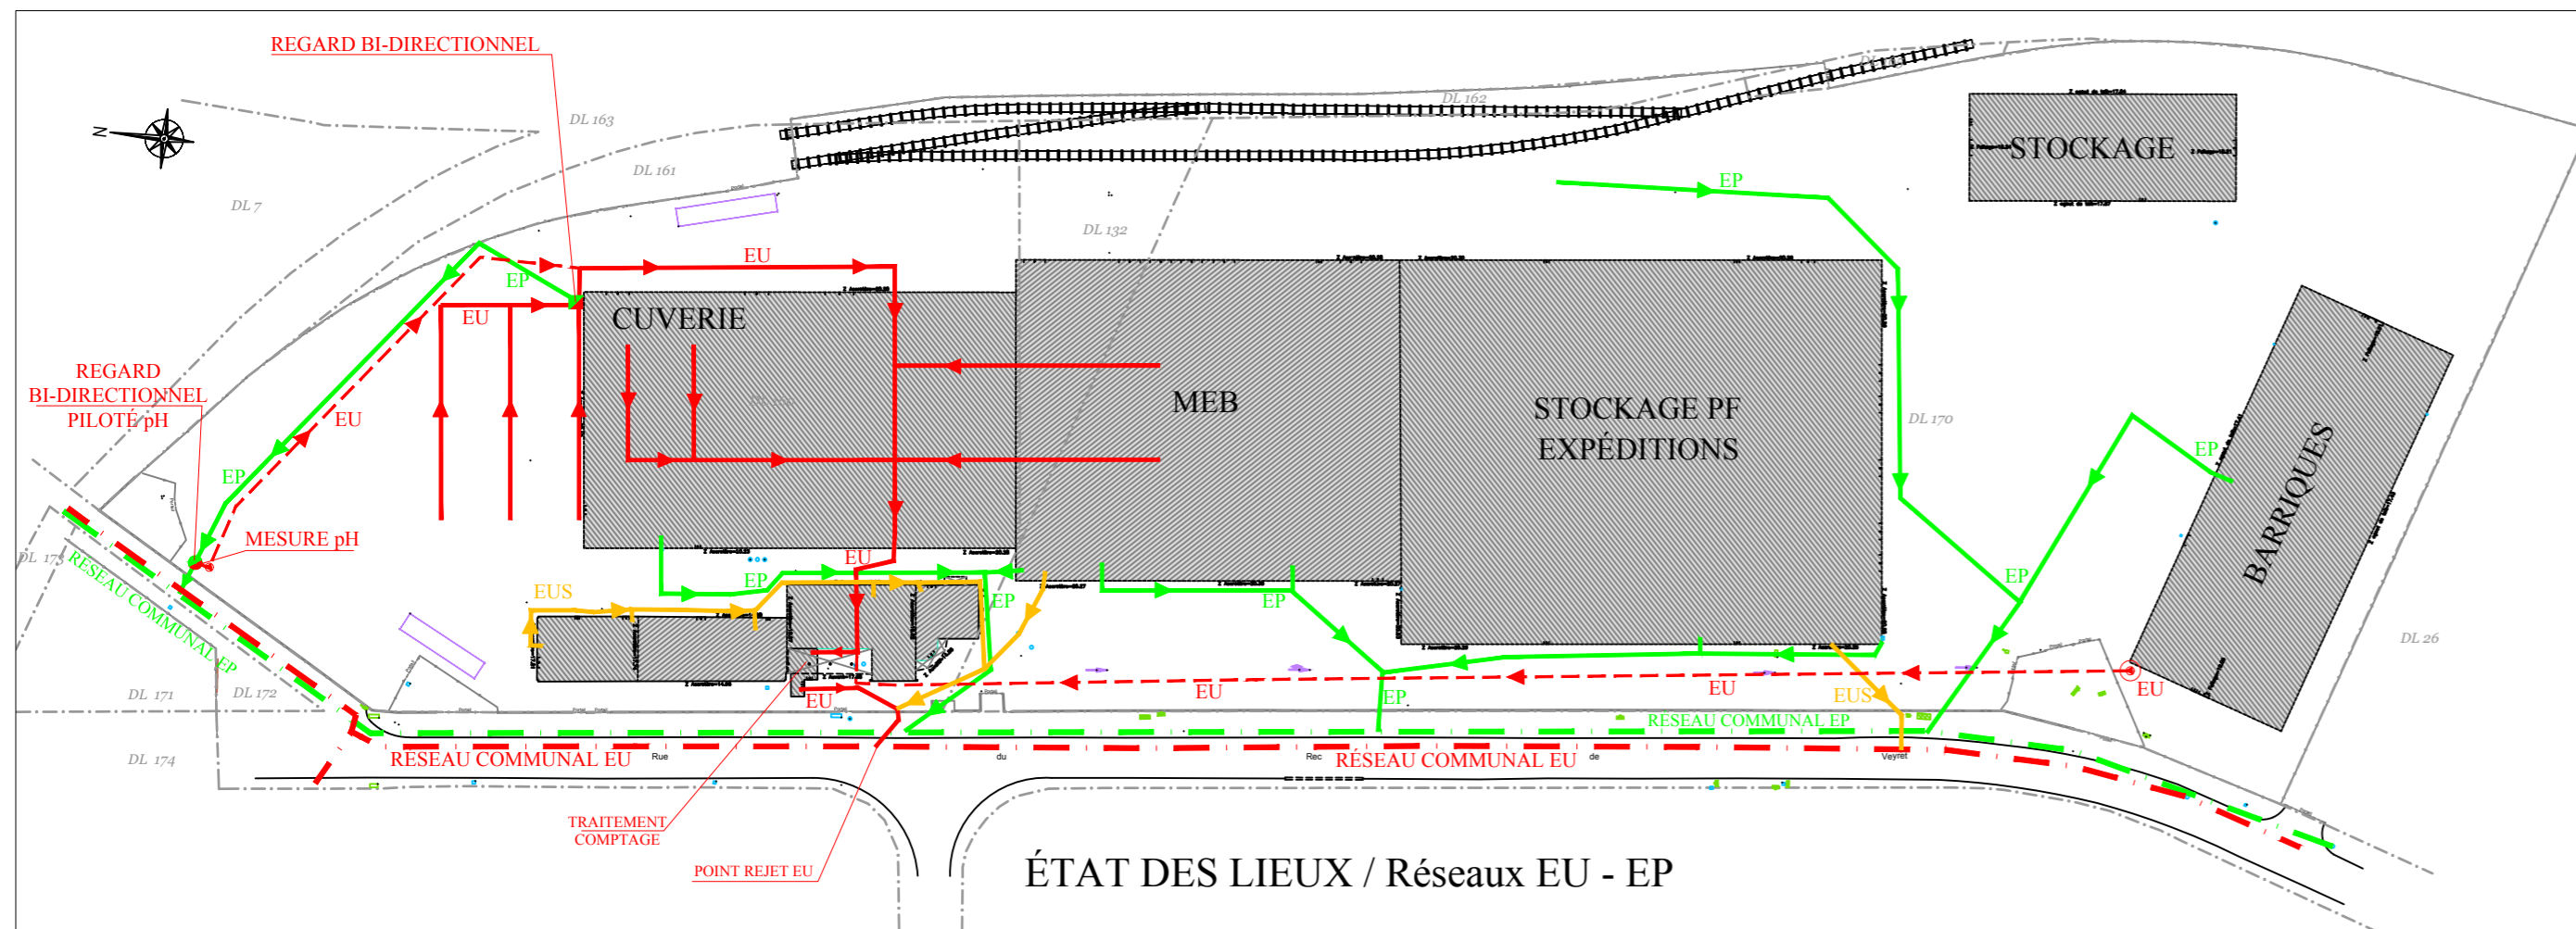 REGARD BI-DIRECTIONNEL
N
DL 163
DL 162
DL 161
DL 7
DL 132
STOCKAGE
EP
EU
EP
EU
CUVERIE
MEB
STOCKAGE PF
EXPÉDITIONS
DL 170
BARRIQUES
EP
REGARD
BI-DIRECTIONNEL
PILOTÉ pH
EU
EP
MESURE pH
DL 173
RÉSEAU COMMUNAL EP
EU
EP
EUS
EP
EP
EP
DL 26
DL 171
DL 172
EU
EU
EU
EUS
EU
EP
RÉSEAU COMMUNAL EP
DL 174
RÉSEAU COMMUNAL EU
Rue
du
Rec
RÉSEAU COMMUNAL EU
de
Veyret
TRAITEMENT
COMPTAGE
POINT REJET EU
ÉTAT DES LIEUX / Réseaux EU - EP